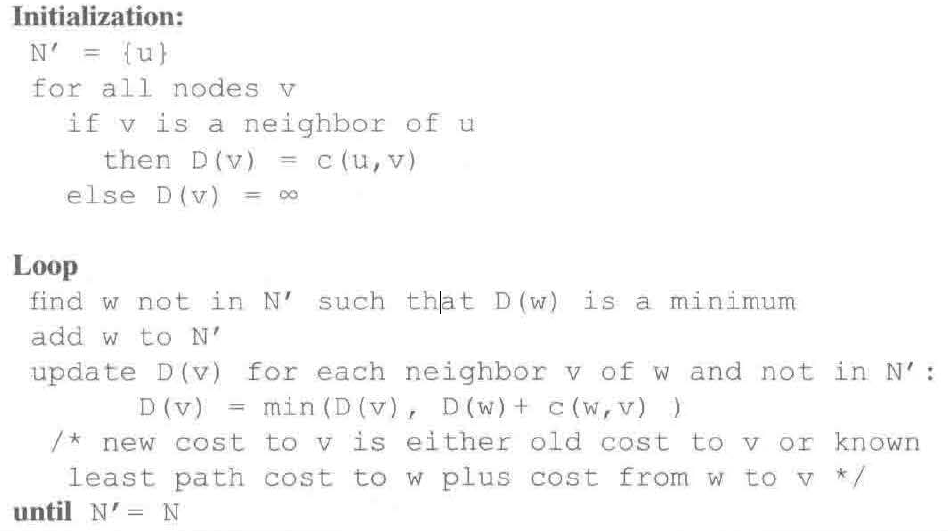 Initialization:
N′ = {u}
for all nodes v
if v is a neighbor of u
then D(v) = c(u,v)
else D(v) = ∞
Loop
find w not in N′ such that D(w) is a minimum
add w to N′
update D(v) for each neighbor v of w and not in N′:
D(v) = min(D(v), D(w)+ c(w,v) )
/* new cost to v is either old cost to v or known
least path cost to w plus cost from w to v */
until N′= N